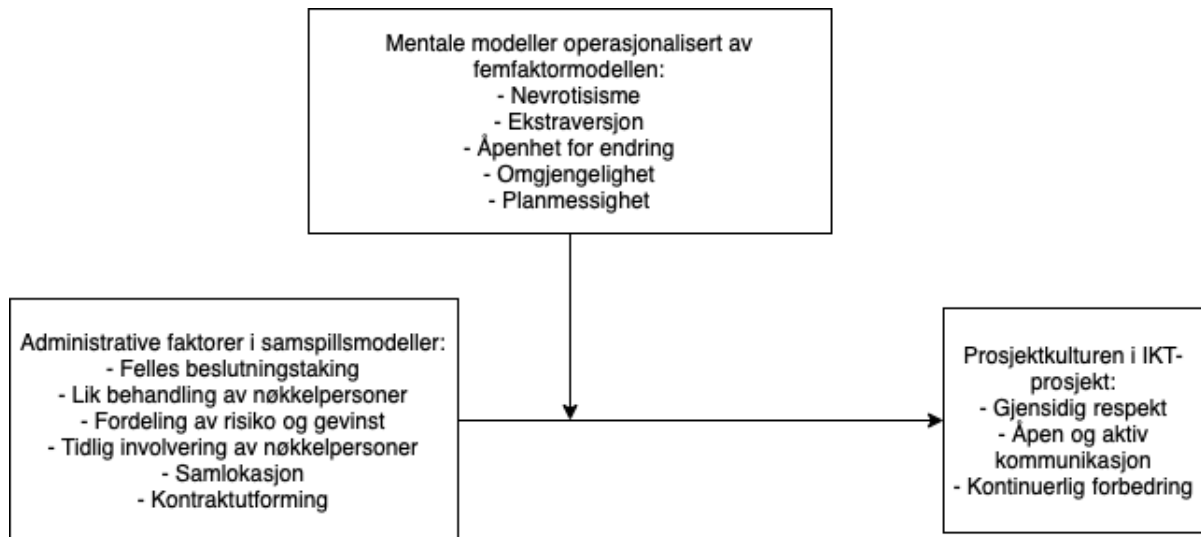 Mentale modeller operasjonalisert av
femfaktormodellen:
- Nevrotisisme
- Ekstraversjon
- Åpenhet for endring
- Omgjengelighet
- Planmessighet
Administrative faktorer i samspillsmodeller:
- Felles beslutningstaking
- Lik behandling av nøkkelpersoner
- Fordeling av risiko og gevinst
- Tidlig involvering av nøkkelpersoner
- Samlokasjon
- Kontraktutforming
Prosjektkulturen i IKT-
prosjekt:
- Gjensidig respekt
- Åpen og aktiv
kommunikasjon
- Kontinuerlig forbedring